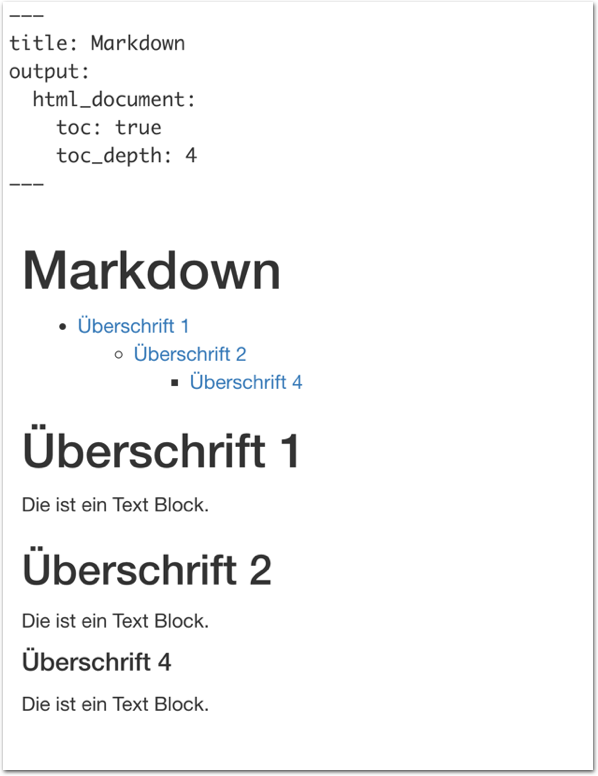 ---
title: Markdown
output:
  html_document:
    toc: true
    toc_depth: 4
---
Markdown
Überschrift 1
Überschrift 2
Überschrift 4
Überschrift 1
Die ist ein Text Block.
Überschrift 2
Die ist ein Text Block.
Überschrift 4
Die ist ein Text Block.